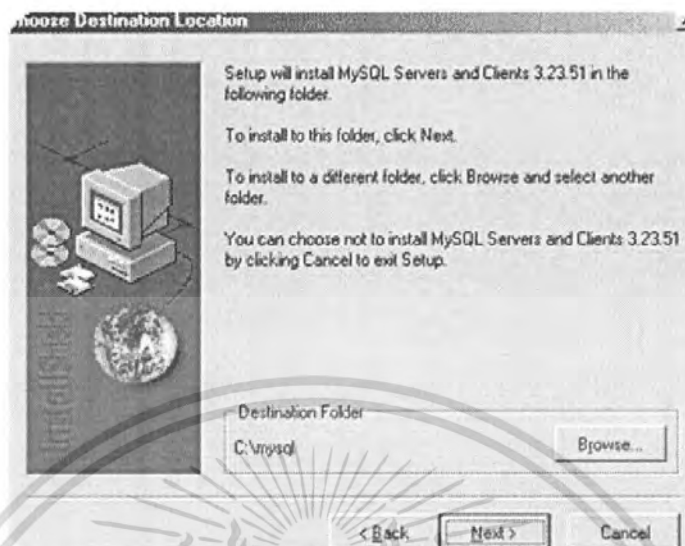 Choose Destination Location
Setup will install MySQL Servers and Clients 3.23.51 in the
following folder.
To install to this folder, click Next.
To install to a different folder, click Browse and select another
folder.
You can choose not to install MySQL Servers and Clients 3.23.51
by clicking Cancel to exit Setup.
InstallShield
Destination Folder
C:\mysql
Browse...
< Back
Next >
Cancel